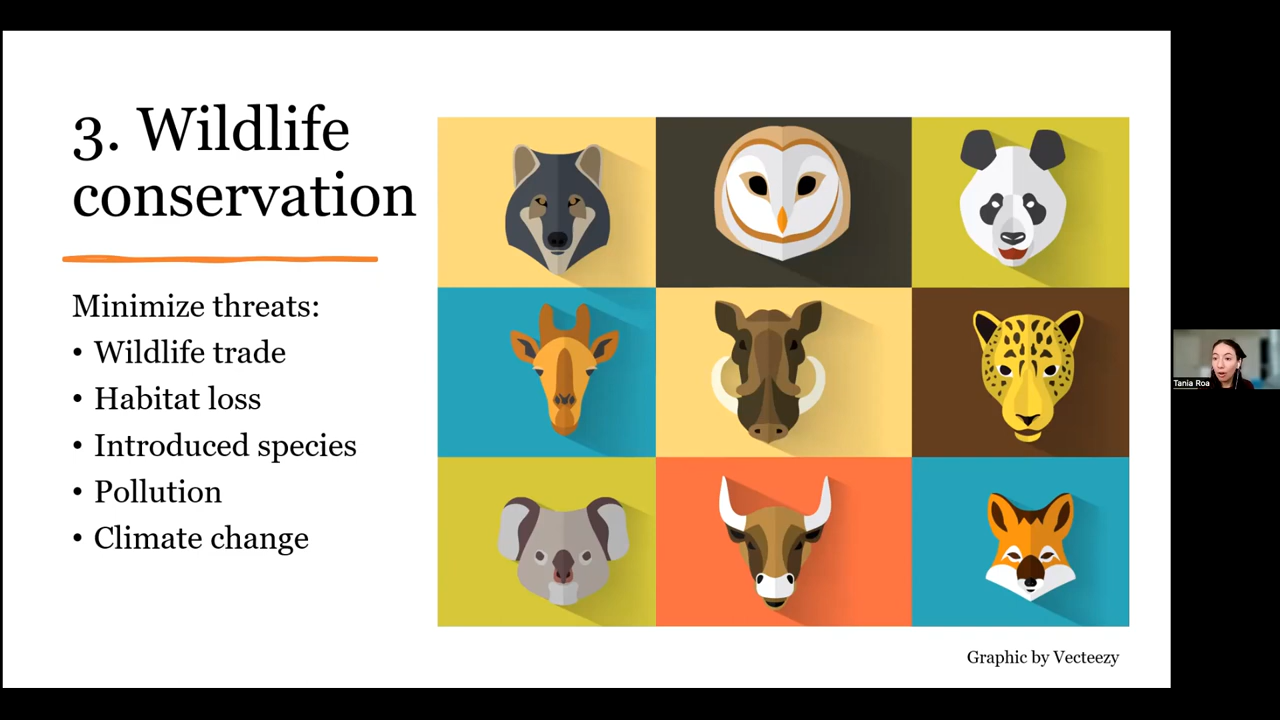 3. Wildlife
conservation
Minimize threats:
• Wildlife trade
• Habitat loss
• Introduced species
• Pollution
• Climate change
Graphic by Vecteezy
Tania Roa